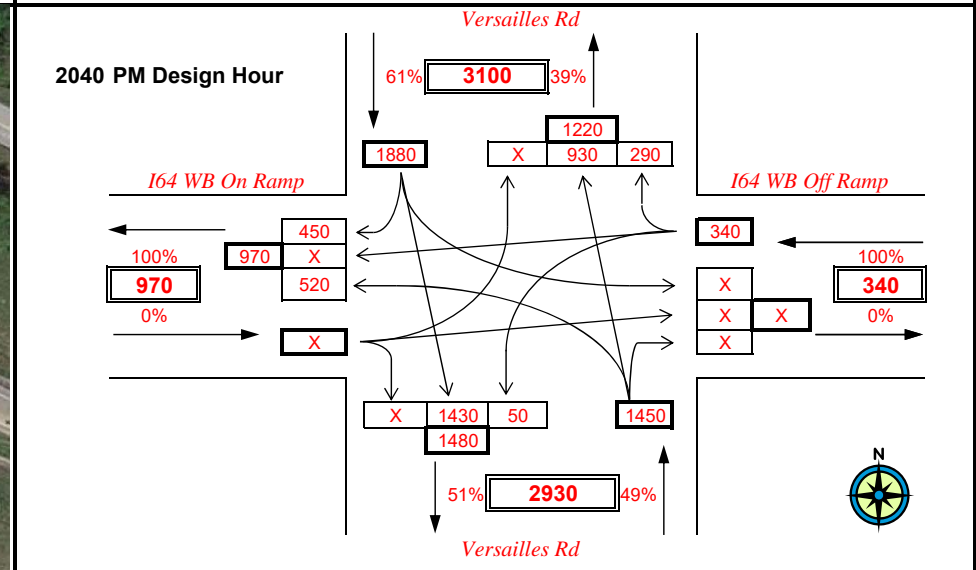 Versailles Rd
2040 PM Design Hour
61% 3100 39%
1220
1880 X 930 290
I64 WB On Ramp I64 WB Off Ramp
450 340
970 X
100% 100%
970 520 X 340
0% X X 0%
X X
X 1430 50 1450
1480
N
51% 2930 49%
Versailles Rd